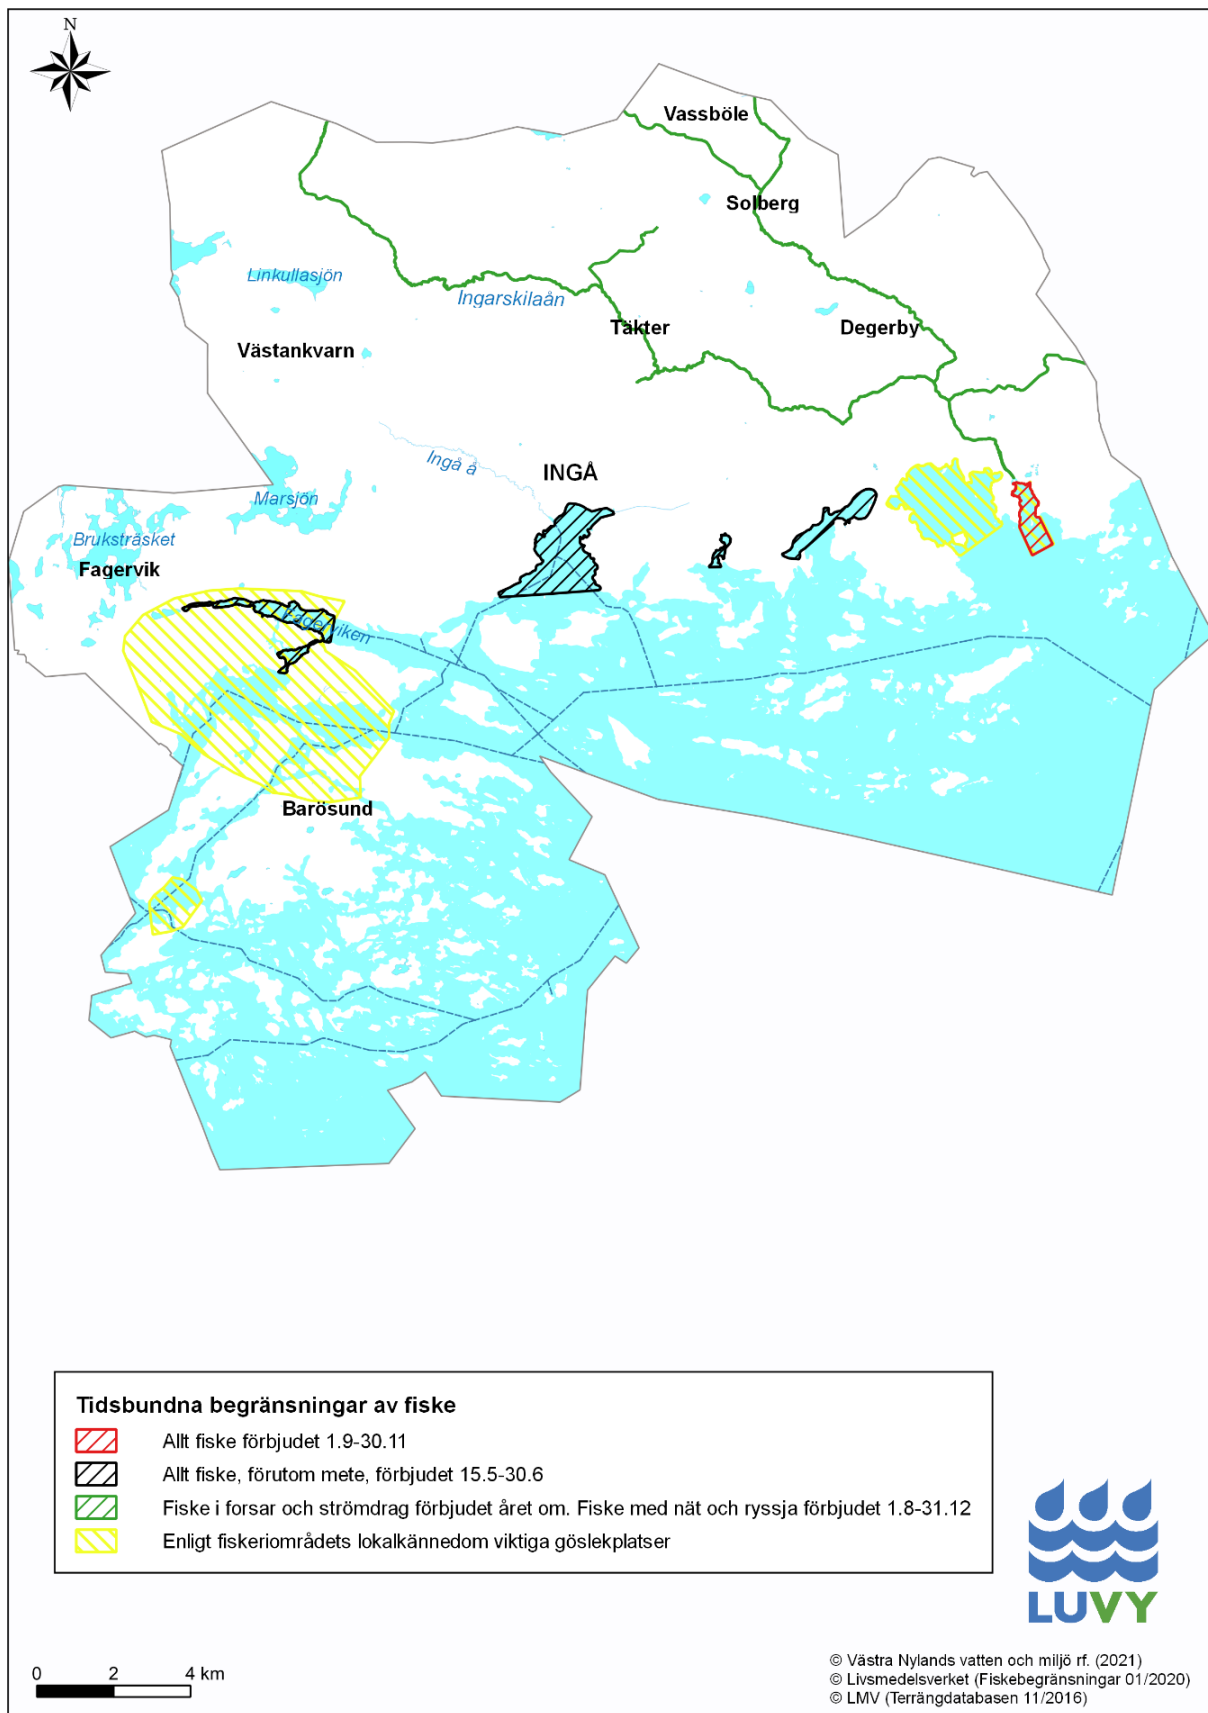 N
Vassböle
Solberg
Linkullasjön
Ingarskilaån
Täkter
Degerby
Västankvarn
Ingå å
INGÅ
Marsjön
Bruksträsket
Fagervik
Fagerviken
Barösund
Tidsbundna begränsningar av fiske
Allt fiske förbjudet 1.9-30.11
Allt fiske, förutom mete, förbjudet 15.5-30.6
Fiske i forsar och strömdrag förbjudet året om. Fiske med nät och ryssja förbjudet 1.8-31.12
Enligt fiskeriområdets lokalkännedom viktiga göslekplatser
LUVY
0 2 4 km
© Västra Nylands vatten och miljö rf. (2021)
© Livsmedelsverket (Fiskebegränsningar 01/2020)
© LMV (Terrängdatabasen 11/2016)